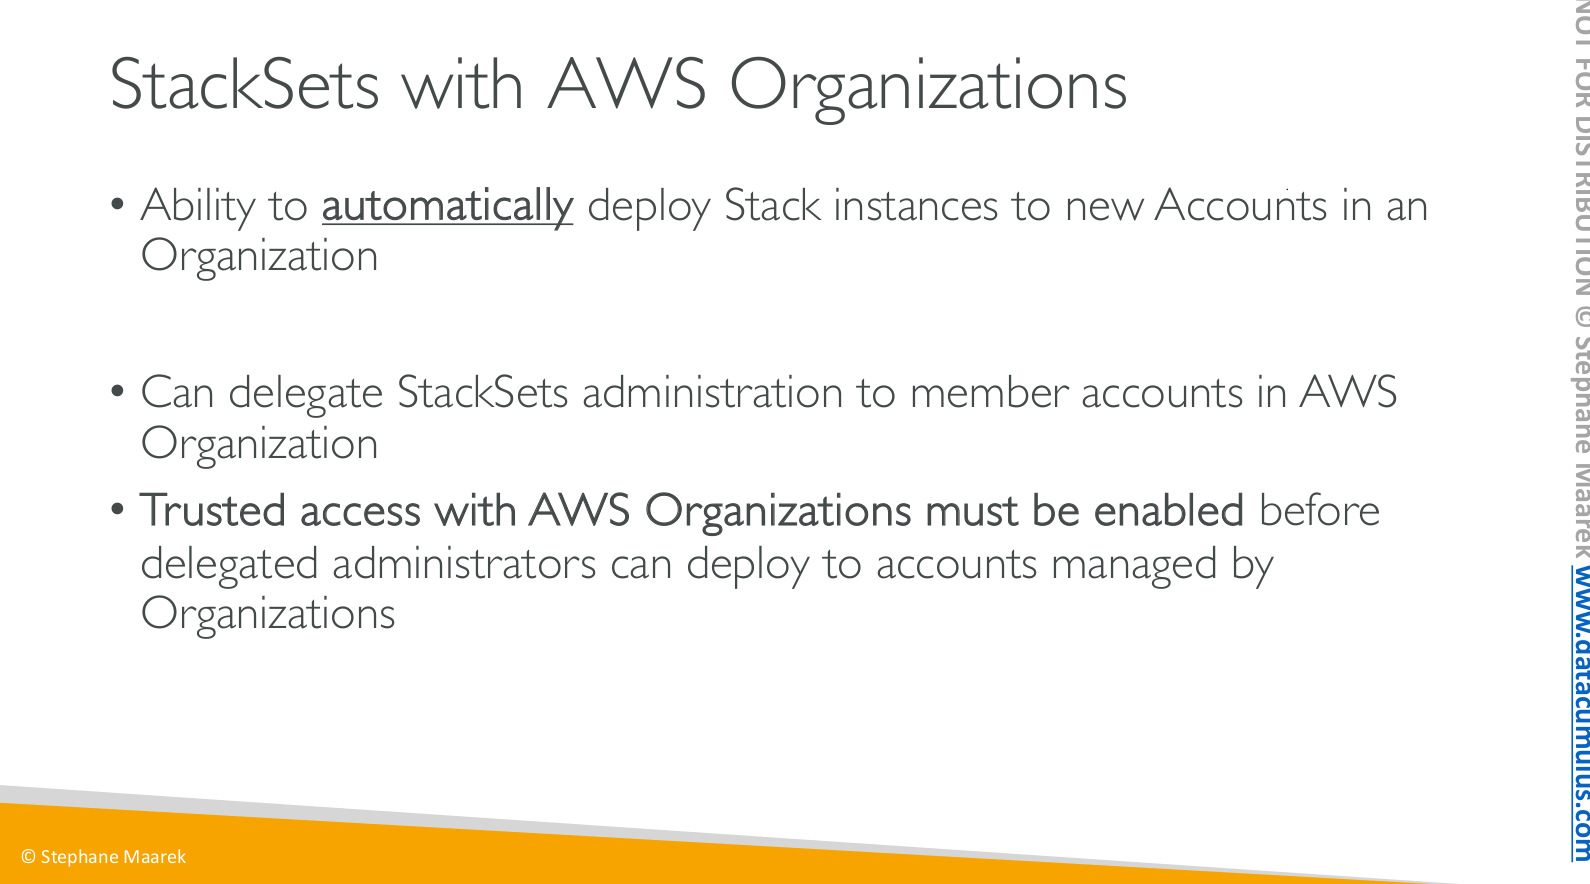 StackSets with AWS Organizations
• Ability to automatically deploy Stack instances to new Accounts in an
Organization
• Can delegate StackSets administration to member accounts in AWS
Organization
• Trusted access with AWS Organizations must be enabled before
delegated administrators can deploy to accounts managed by
Organizations
© Stephane Maarek
NOT FOR DISTRIBUTION © Stephane Maarek www.datacumulus.com